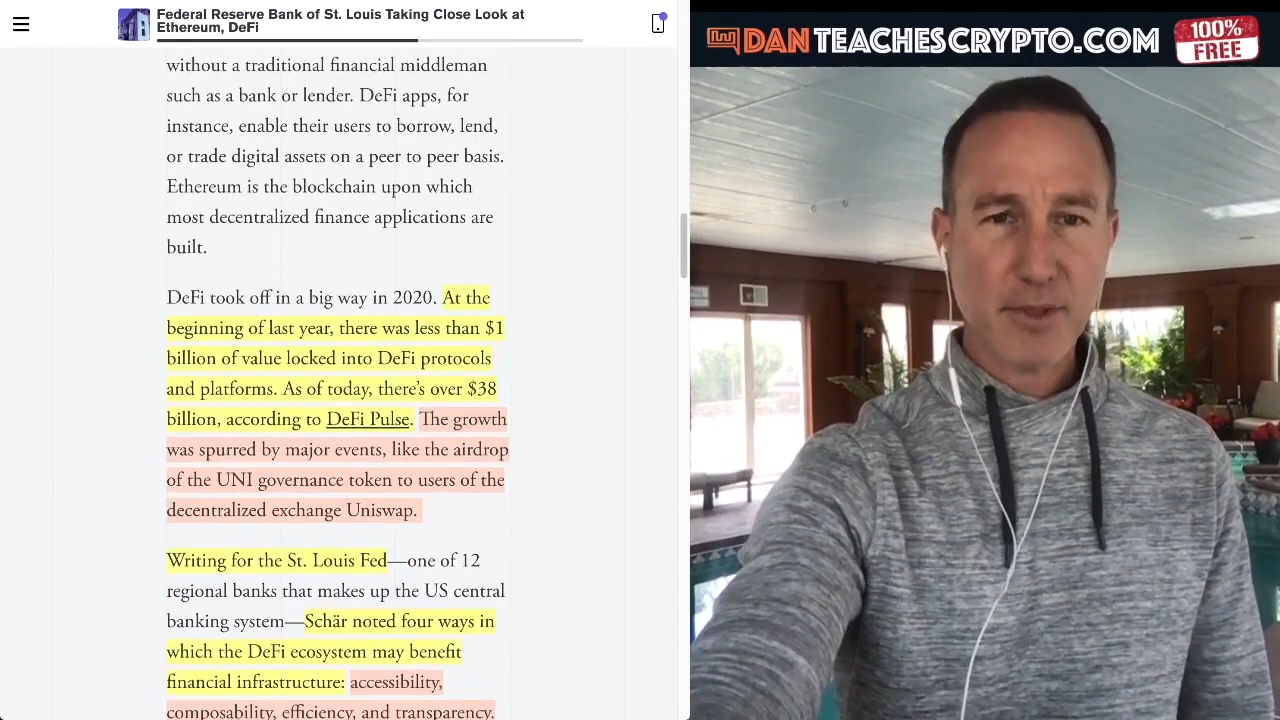 Federal Reserve Bank of St. Louis Taking Close Look at
Ethereum, DeFi
without a traditional financial middleman
such as a bank or lender. DeFi apps, for
instance, enable their users to borrow, lend,
or trade digital assets on a peer to peer basis.
Ethereum is the blockchain upon which
most decentralized finance applications are
built.
DeFi took off in a big way in 2020. At the
beginning of last year, there was less than $1
billion of value locked into DeFi protocols
and platforms. As of today, there’s over $38
billion, according to DeFi Pulse. The growth
was spurred by major events, like the airdrop
of the UNI governance token to users of the
decentralized exchange Uniswap.
Writing for the St. Louis Fed—one of 12
regional banks that makes up the US central
banking system—Schär noted four ways in
which the DeFi ecosystem may benefit
financial infrastructure: accessibility,
composability, efficiency, and transparency.
DANTEACHESCRYPTO.COM
100%
FREE